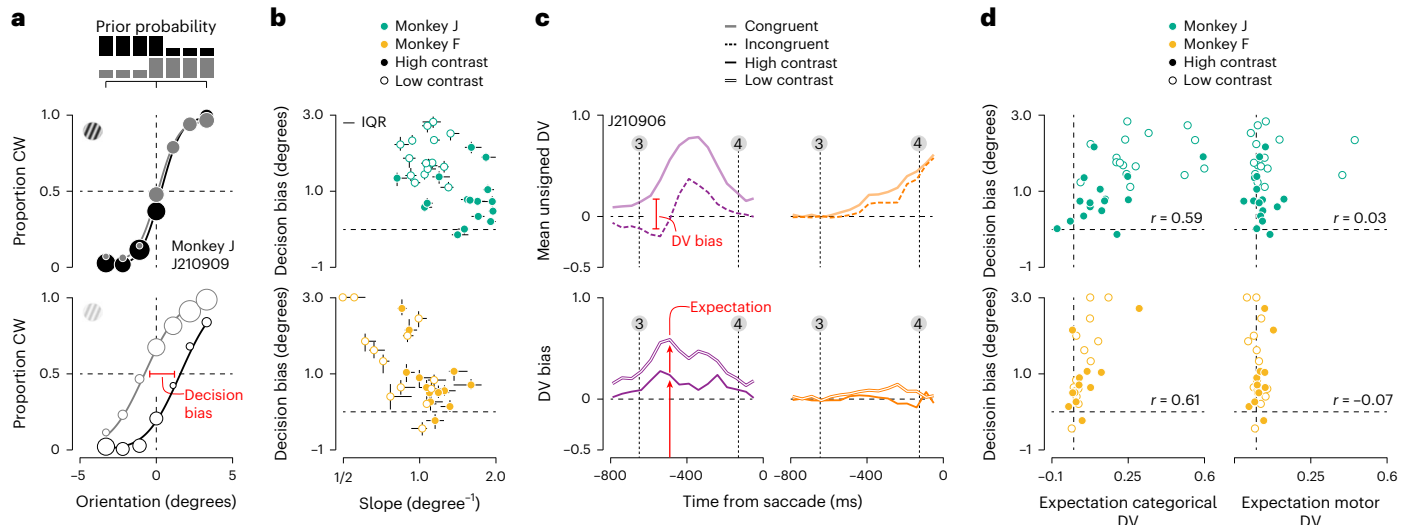 a
Prior probability
Proportion CW
1.0
0.5
0
Monkey J
J210909
Proportion CW
1.0
0.5
0
Decision
bias
−5
0
5
Orientation (degrees)
b
Monkey J
Monkey F
High contrast
Low contrast
Decision bias (degrees)
3.0
1.0
−1
IQR
Decision bias (degrees)
3.0
1.0
−1
1/2
1.0
2.0
Slope (degree−1)
c
Congruent
Incongruent
High contrast
Low contrast
Mean unsigned DV
1.0
0
−0.5
J210906
3
4
DV bias
3
4
DV bias
1.0
0
−0.5
Expectation
3
4
3
4
−800
−400
0
−800
−400
0
Time from saccade (ms)
d
Monkey J
Monkey F
High contrast
Low contrast
Decision bias (degrees)
3.0
1.0
−1
r = 0.59
r = 0.03
Decisoin bias (degrees)
3.0
1.0
−1
r = 0.61
r = −0.07
−0.1
0.25
0.6
0.6
Expectation categorical
DV
Expectation motor
DV